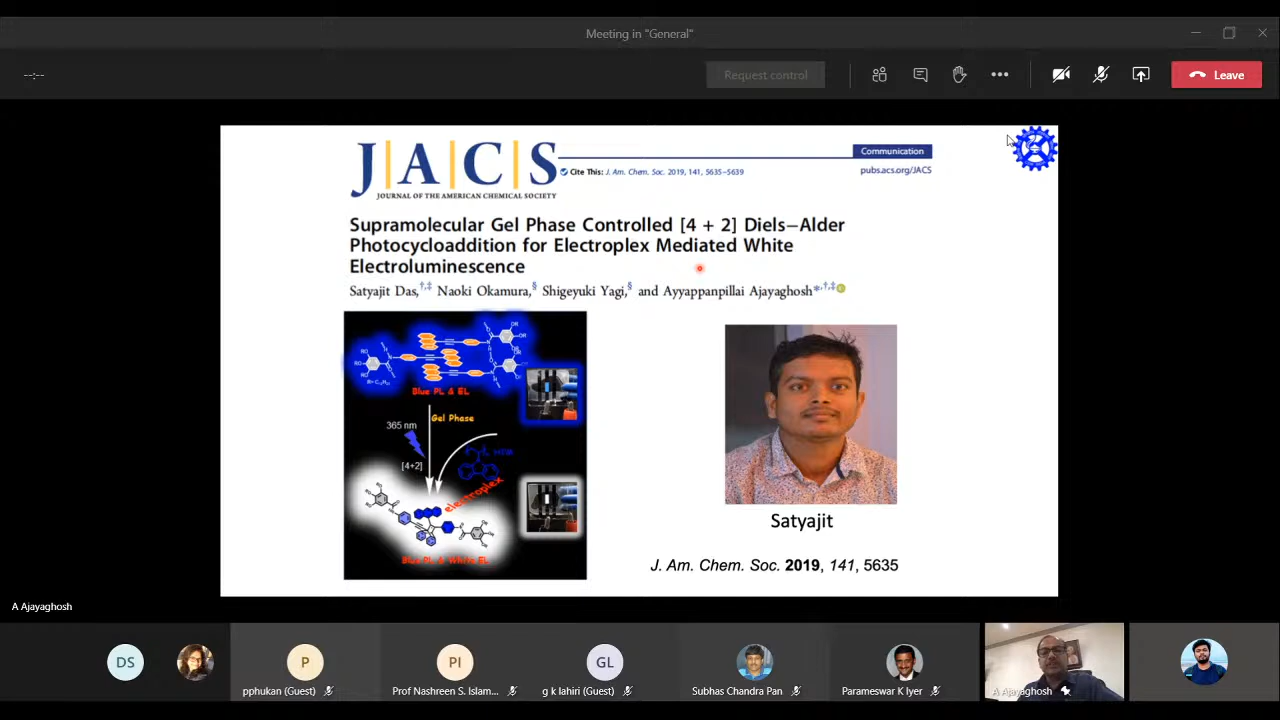 Meeting in "General"
--:--
Request control
Leave
J|A|C|S
JOURNAL OF THE AMERICAN CHEMICAL SOCIETY
Cite This: J. Am. Chem. Soc. 2019, 141, 5635−5639
Communication
pubs.acs.org/JACS
Supramolecular Gel Phase Controlled [4 + 2] Diels−Alder
Photocycloaddition for Electroplex Mediated White
Electroluminescence
Satyajit Das,†,‡ Naoki Okamura,§ Shigeyuki Yagi,§ and Ayyappanpillai Ajayaghosh*,†,‡
Blue PL & EL
Gel Phase
365 nm
[4+2]
HTM
electroplex
Blue PL & White EL
Satyajit
J. Am. Chem. Soc. 2019, 141, 5635
A Ajayaghosh
DS
P
PI
GL
pphukan (Guest)
Prof Nashreen S. Islam...
g k lahiri (Guest)
Subhas Chandra Pan
Parameswar K Iyer
A Ajayaghosh